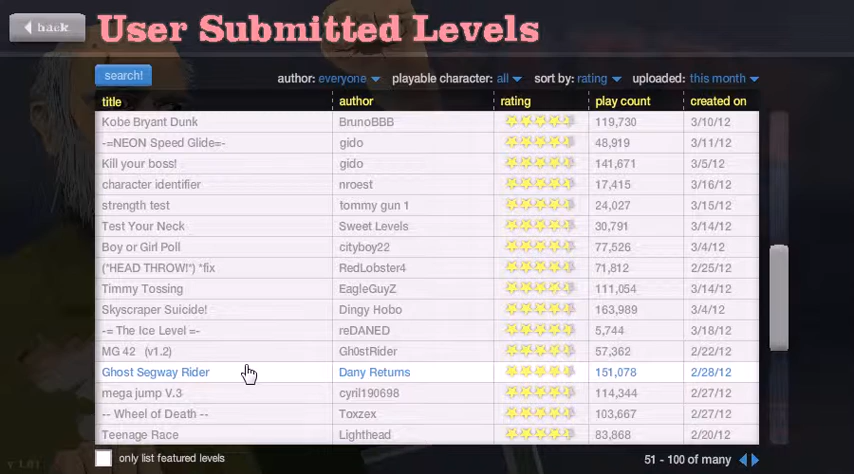 back User Submitted Levels
search! author: everyone playable character: all sort by: rating uploaded: this month
title author rating play count created on
Kobe Bryant Dunk BrunoBBB 119,730 3/10/12
-=NEON Speed Glide=- gido 48,919 3/11/12
Kill your boss! gido 141,671 3/5/12
character identifier nroest 17,415 3/16/12
strength test tommy gun 1 24,027 3/15/12
Test Your Neck Sweet Levels 30,791 3/14/12
Boy or Girl Poll cityboy22 77,526 3/4/12
("HEAD THROW!") *fix RedLobster4 71,812 2/25/12
Timmy Tossing EagleGuyZ 111,054 3/14/12
Skyscraper Suicide! Dingy Hobo 163,989 3/4/12
-= The Ice Level =- reDANED 5,744 3/18/12
MG 42 (v1.2) Gh0stRider 57,362 2/22/12
Ghost Segway Rider Dany Returns 151,078 2/28/12
mega jump V.3 cyril190698 114,344 2/27/12
-- Wheel of Death -- Toxzex 103,667 2/27/12
Teenage Race Lighthead 83,868 2/20/12
only list featured levels 51 - 100 of many